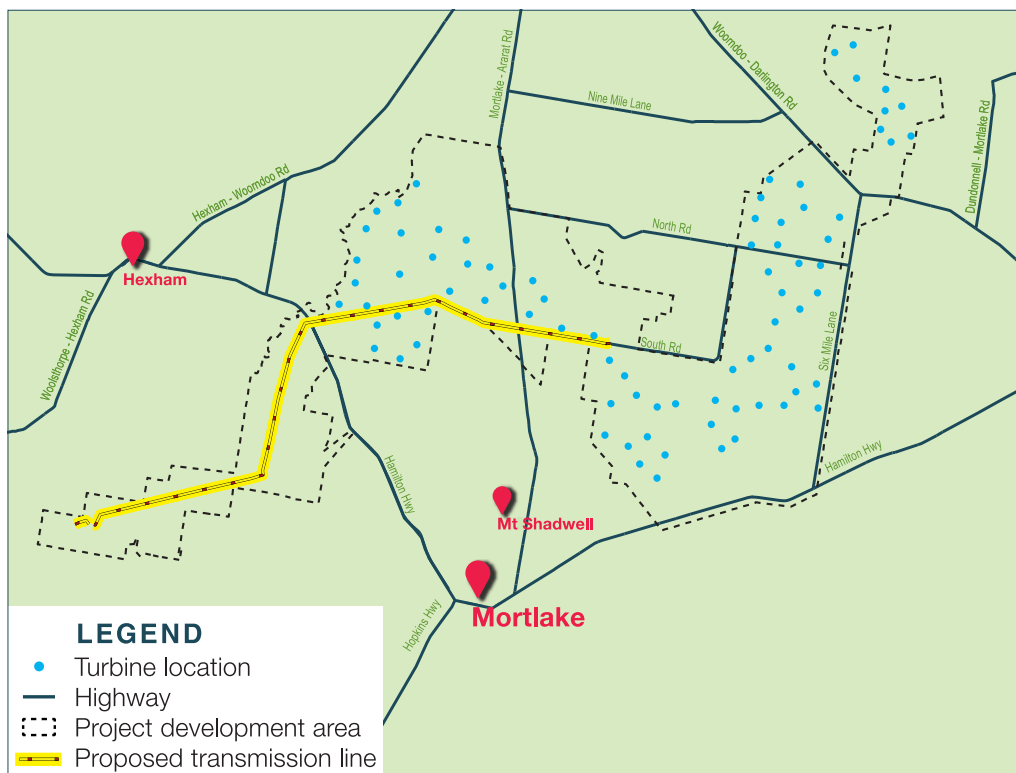 Woorndoo - Darlington Rd
Mortlake - Ararat Rd
Nine Mile Lane
Dundonnell - Mortlake Rd
Hexham - Woorndoo Rd
North Rd
Hexham
Woolsthorpe - Hexham Rd
South Rd
Six Mile Lane
Hamilton Hwy
Hamilton Hwy
Mt Shadwell
Mortlake
Hopkins Hwy
LEGEND
Turbine location
Highway
Project development area
Proposed transmission line